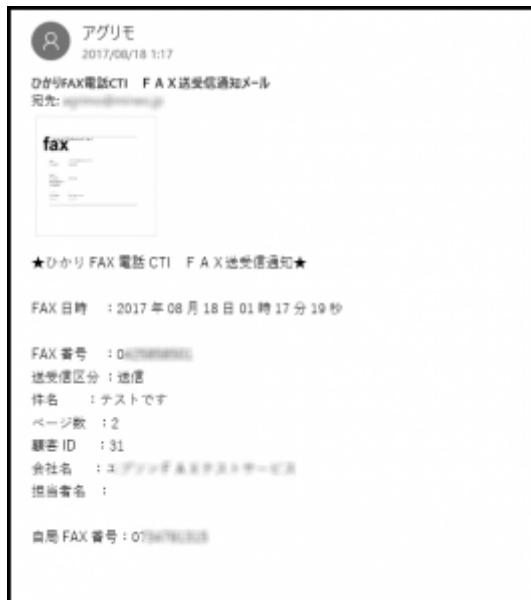 アグリモ
2017/08/18 1:17
ひかりFAX電話CTI　ＦＡＸ送受信通知メール
宛先:
fax
★ひかり FAX 電話 CTI　ＦＡＸ送受信通知★
FAX 日時　：2017 年 08 月 18 日 01 時 17 分 19 秒
FAX 番号　：0
送受信区分 ：送信
件名　　：テストです
ページ数　：2
顧客 ID　　：31
会社名　　：
担当者名　：
自局 FAX 番号：07